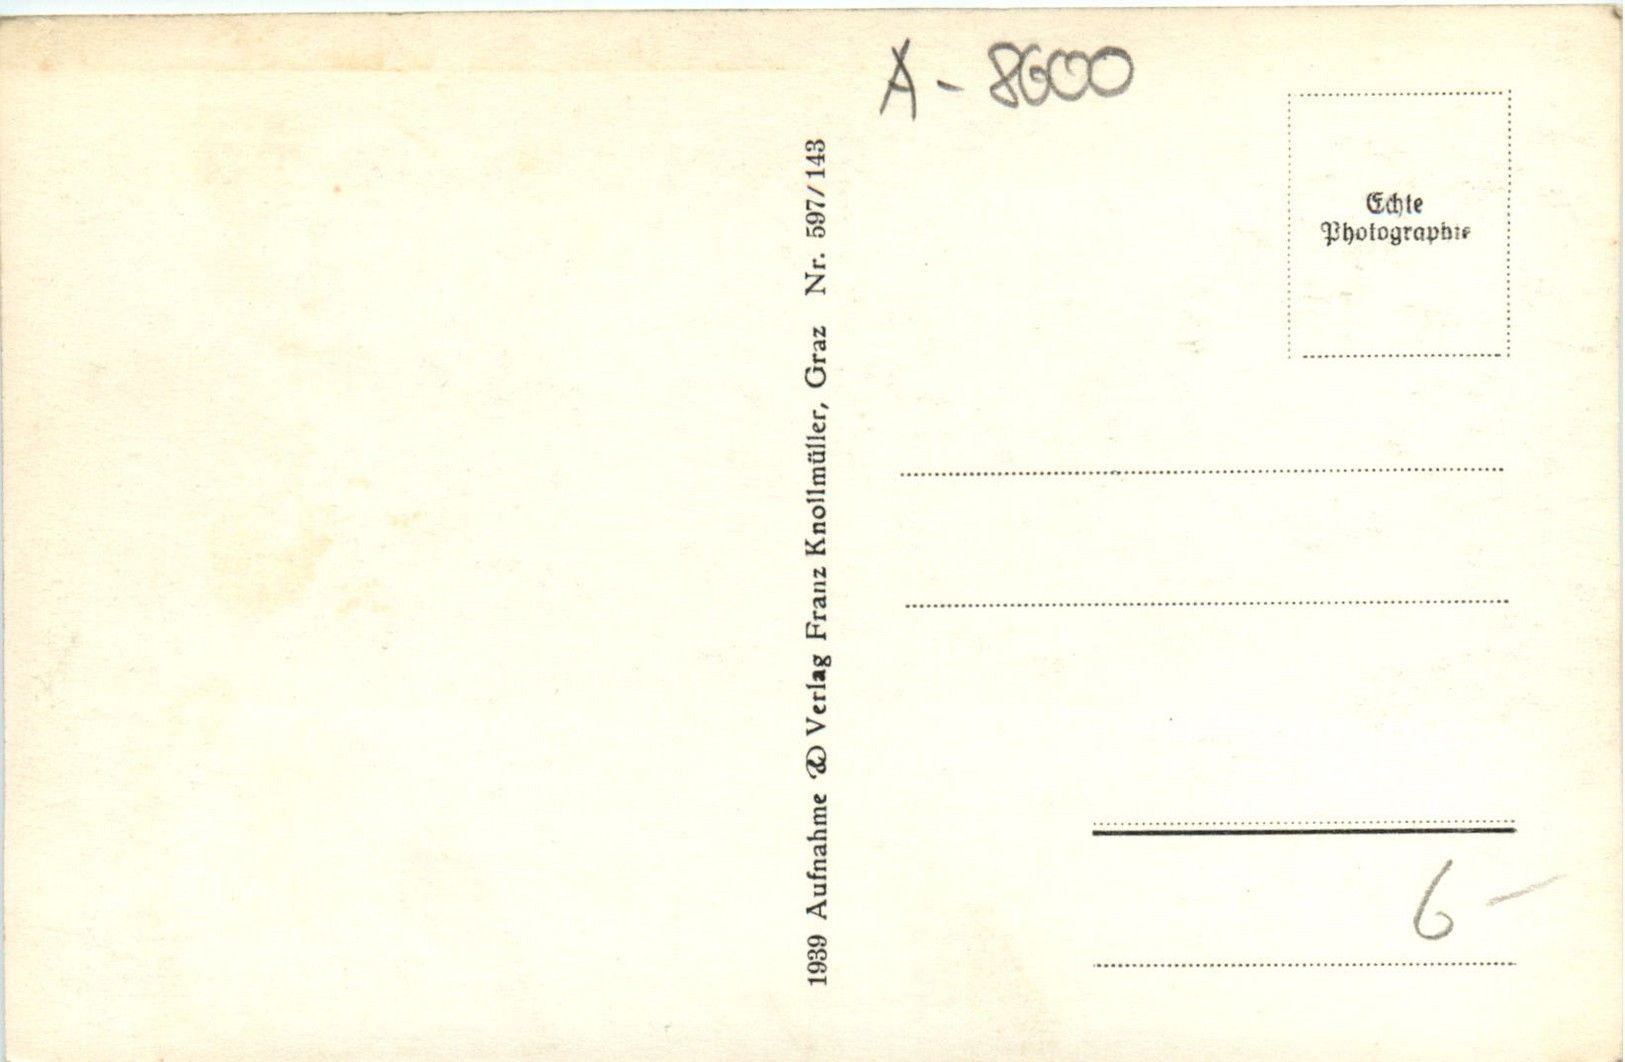 A - 8600
Echte
Photographie
1939 Aufnahme & Verlag Franz Knollmüller, Graz Nr. 597/143
6 -